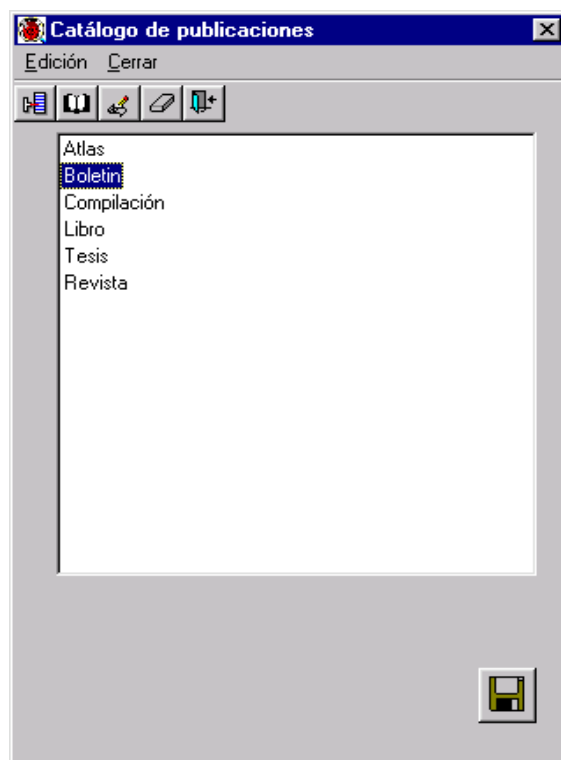 Catálogo de publicaciones
Edición Cerrar
Atlas
Boletin
Compilación
Libro
Tesis
Revista